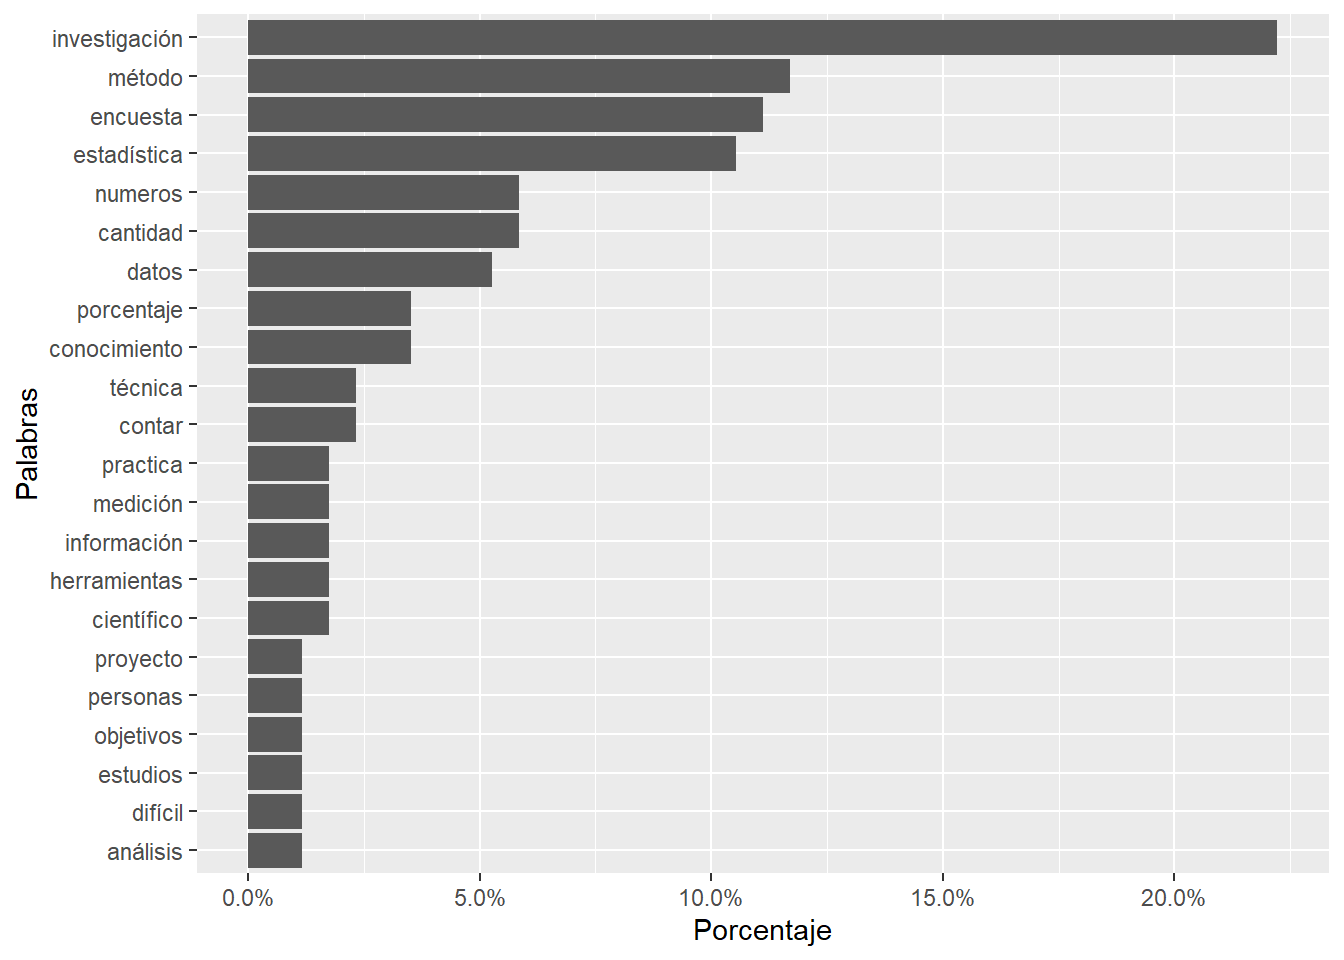 investigación
método
encuesta
estadística
numeros
cantidad
datos
porcentaje
conocimiento
técnica
contar
practica
medición
información
herramientas
científico
proyecto
personas
objetivos
estudios
difícil
análisis
Palabras
0.0% 5.0% 10.0% 15.0% 20.0%
Porcentaje